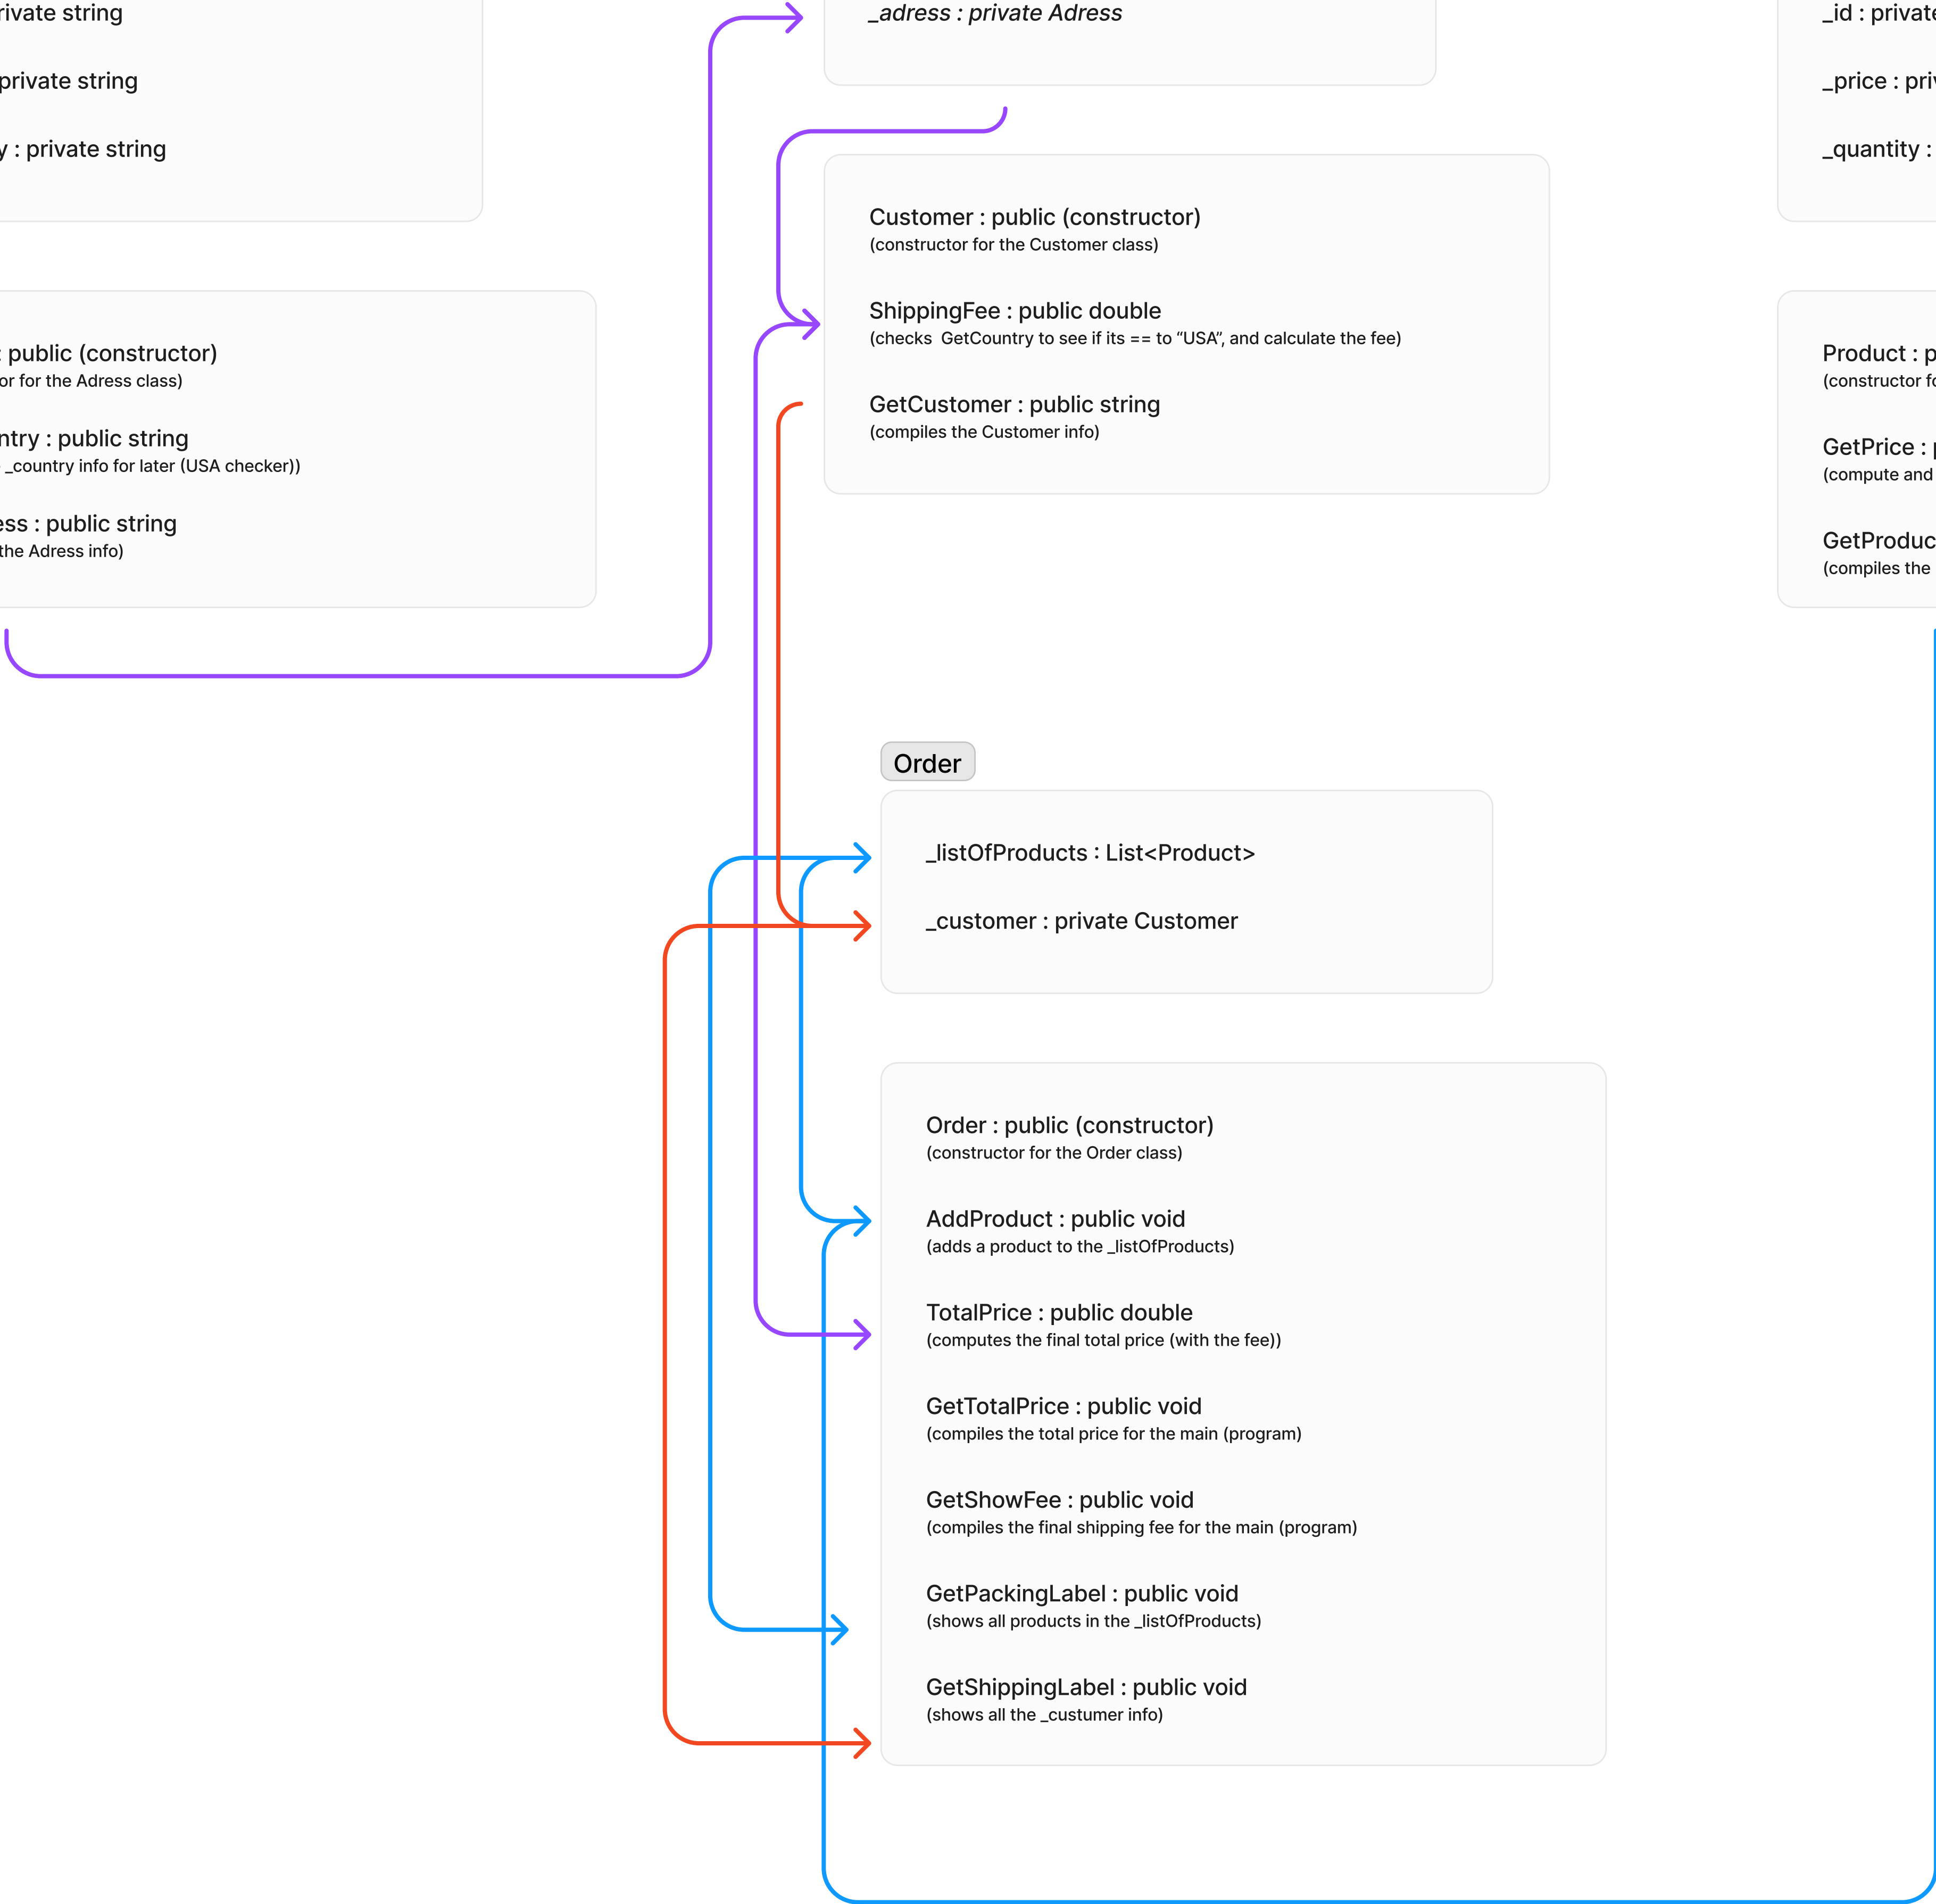 rivate string
private string
y : private string
: public (constructor)
or for the Adress class)
ntry : public string
_country info for later (USA checker))
ess : public string
the Adress info)
_adress : private Adress
Customer : public (constructor)
(constructor for the Customer class)
ShippingFee : public double
(checks  GetCountry to see if its == to “USA”, and calculate the fee)
GetCustomer : public string
(compiles the Customer info)
_id : private
_price : priv
_quantity :
Product : p
(constructor fo
GetPrice : p
(compute and
GetProduc
(compiles the
Order
_listOfProducts : List<Product>
_customer : private Customer
Order : public (constructor)
(constructor for the Order class)
AddProduct : public void
(adds a product to the _listOfProducts)
TotalPrice : public double
(computes the final total price (with the fee))
GetTotalPrice : public void
(compiles the total price for the main (program)
GetShowFee : public void
(compiles the final shipping fee for the main (program)
GetPackingLabel : public void
(shows all products in the _listOfProducts)
GetShippingLabel : public void
(shows all the _custumer info)